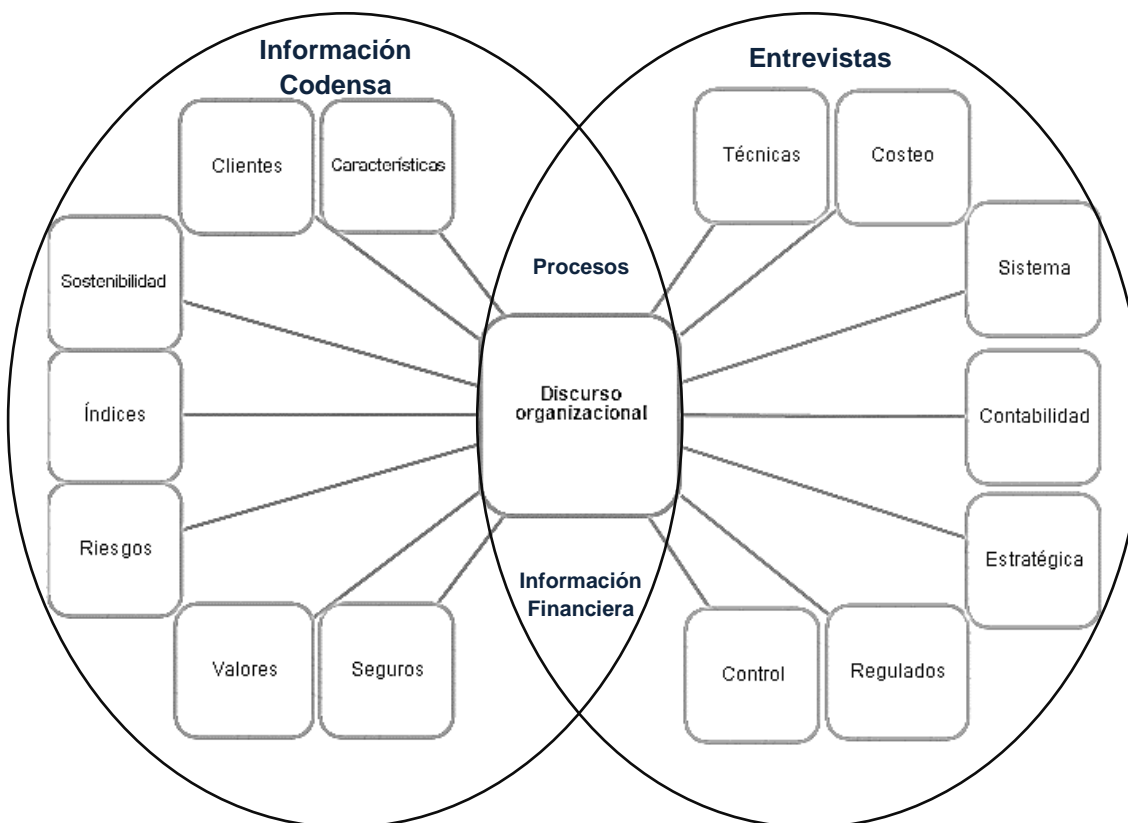 Información
Codensa
Entrevistas
Clientes
Características
Técnicas
Costeo
Sostenibilidad
Procesos
Sistema
Índices
Discurso
organizacional
Contabilidad
Riesgos
Estratégica
Información
Financiera
Valores
Seguros
Control
Regulados